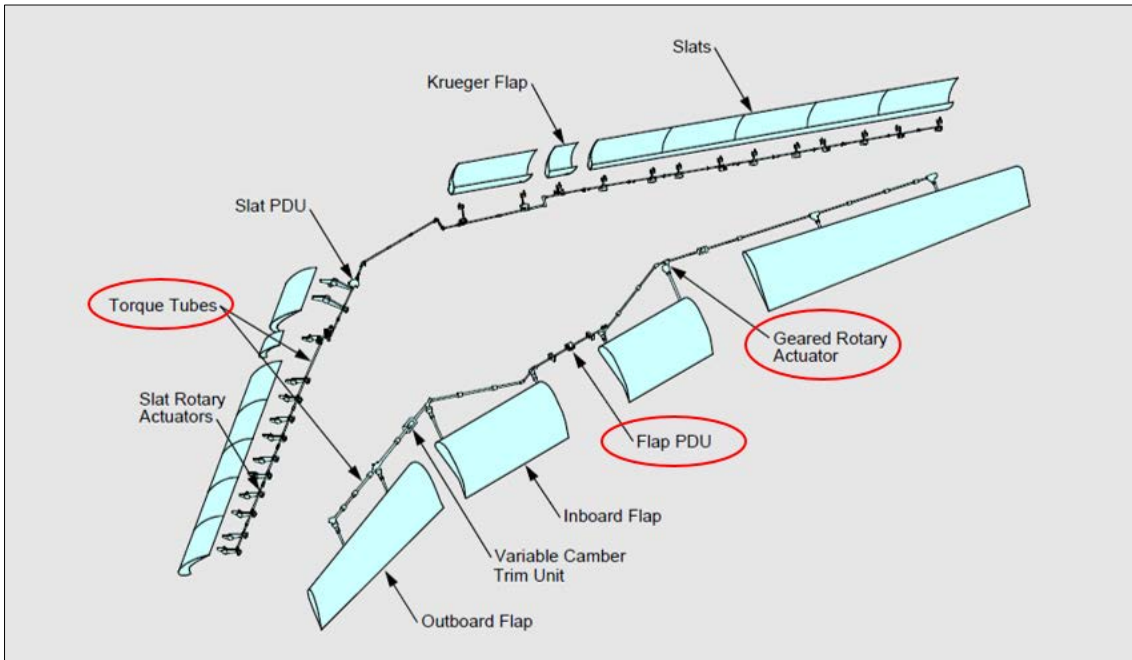 Slats
Krueger Flap
Slat PDU
Torque Tubes
Geared Rotary
Actuator
Slat Rotary
Actuators
Flap PDU
Inboard Flap
Variable Camber
Trim Unit
Outboard Flap